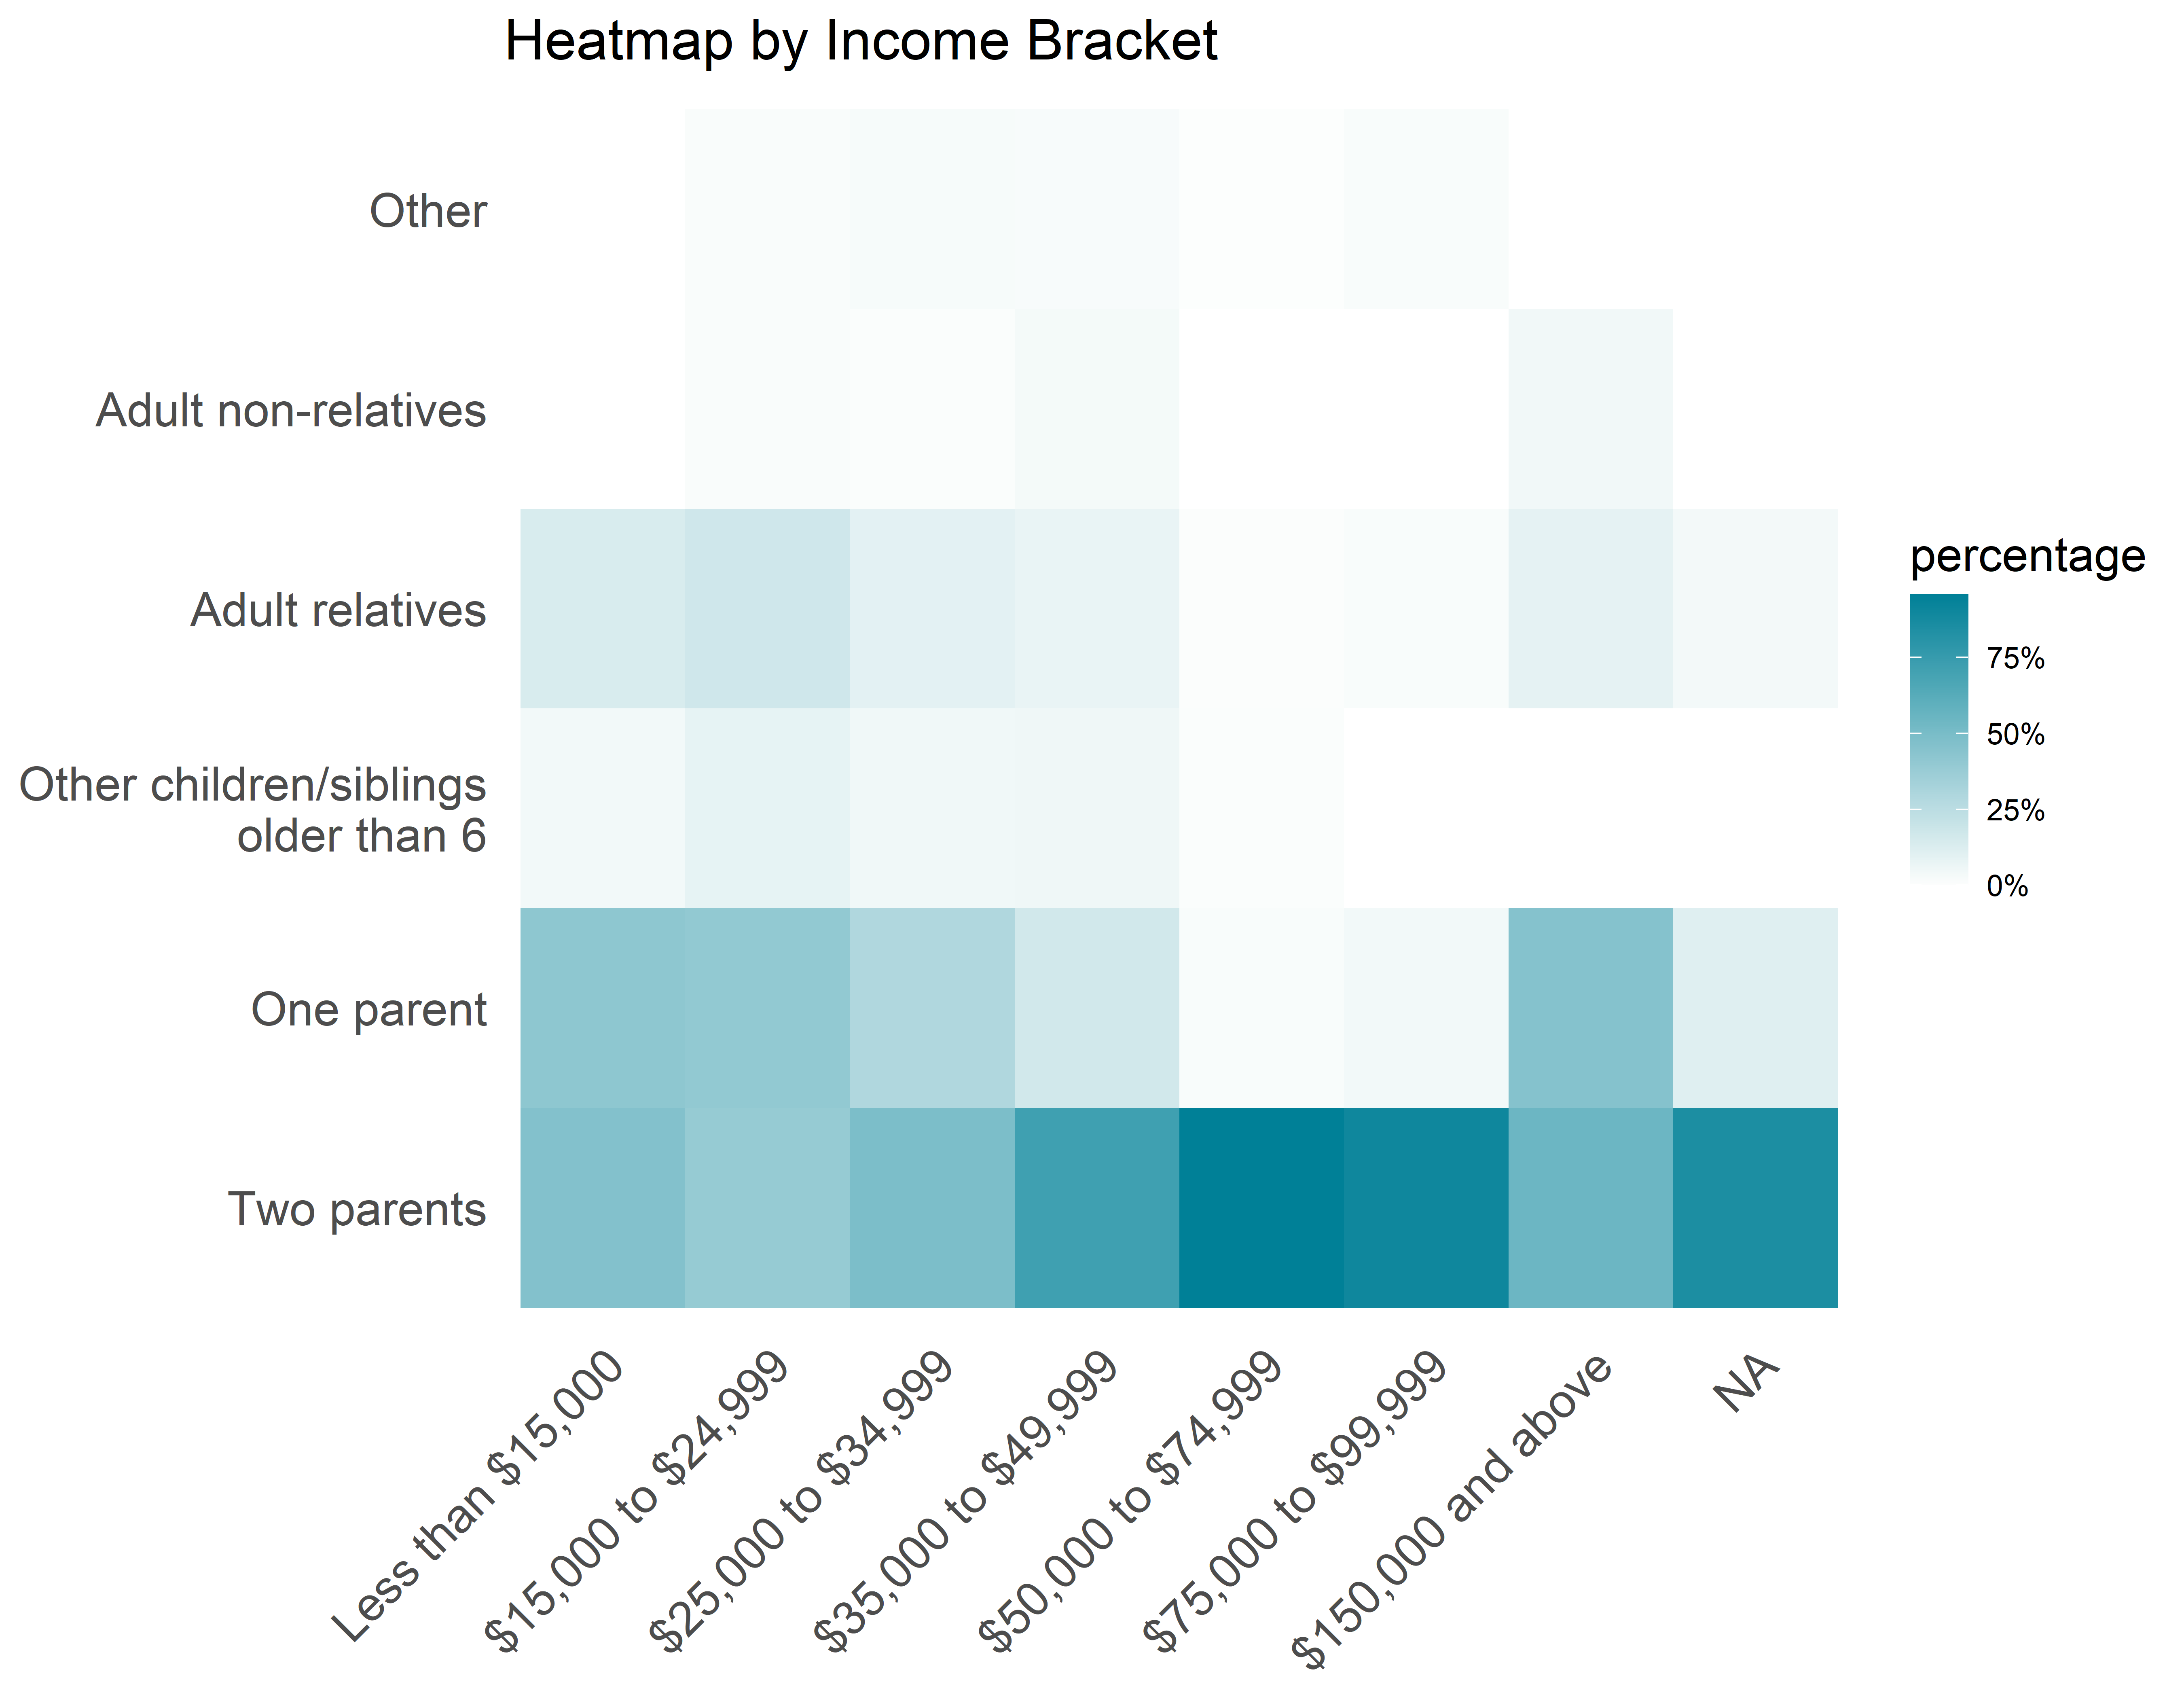 Heatmap by Income Bracket
Other
Adult non-relatives
Adult relatives
Other children/siblings
older than 6
One parent
Two parents
Less than $15,000
$15,000 to $24,999
$25,000 to $34,999
$35,000 to $49,999
$50,000 to $74,999
$75,000 to $99,999
$150,000 and above
NA
percentage
75%
50%
25%
0%